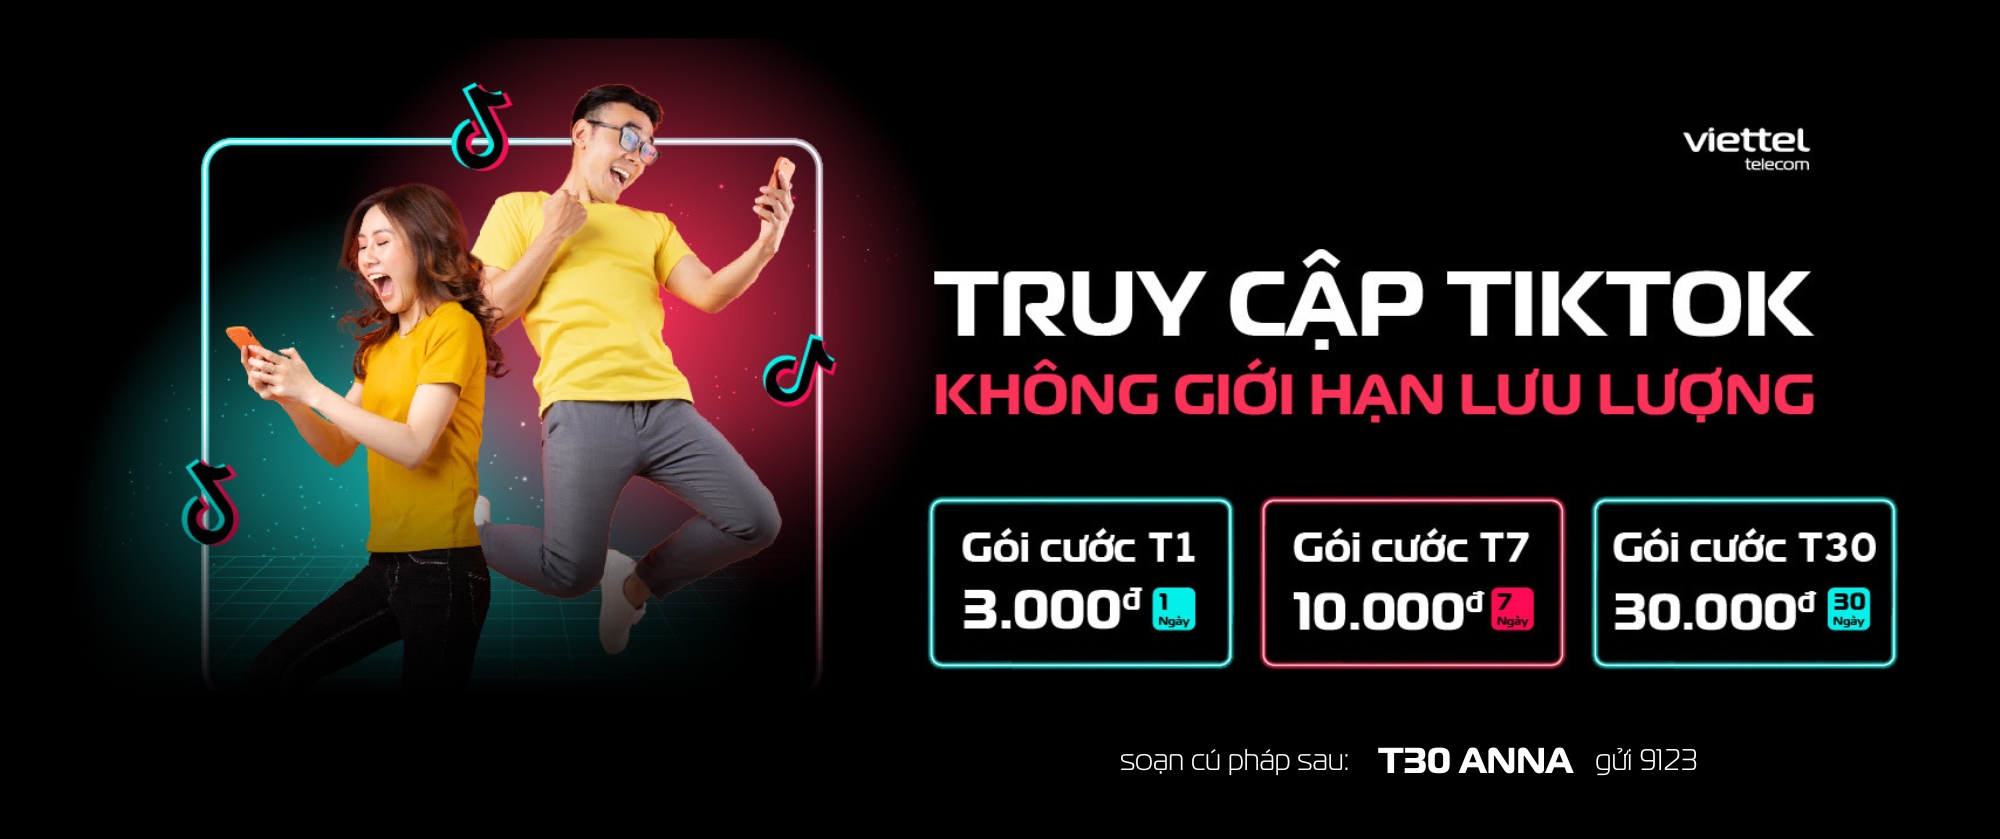 viettel
telecom
TRUY CẬP TIKTOK
KHÔNG GIỚI HẠN LƯU LƯỢNG
Gói cước T1
3.000đ 1 Ngày
Gói cước T7
10.000đ 7 Ngày
Gói cước T30
30.000đ 30 Ngày
soạn cú pháp sau: T30 ANNA gửi 9123